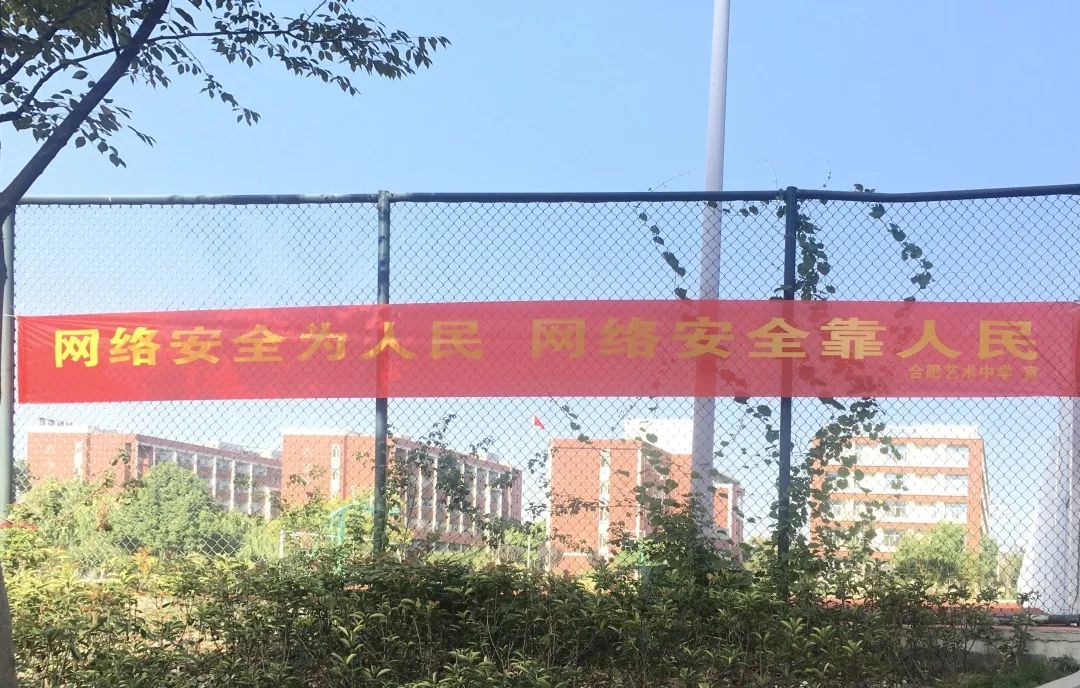 网络安全为人民 网络安全靠人民
合肥艺术中学 宣